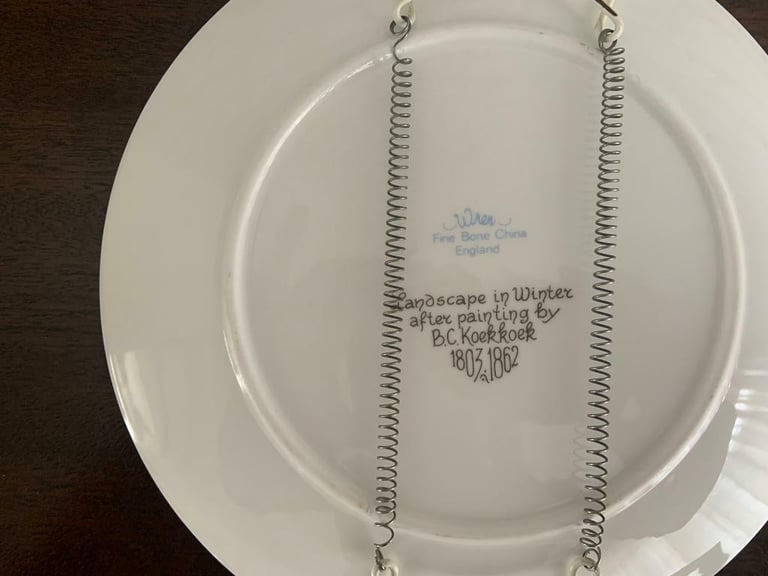 Wren
Fine Bone China
England
Landscape in Winter
after painting by
B.C. Koekkoek
1803/1862